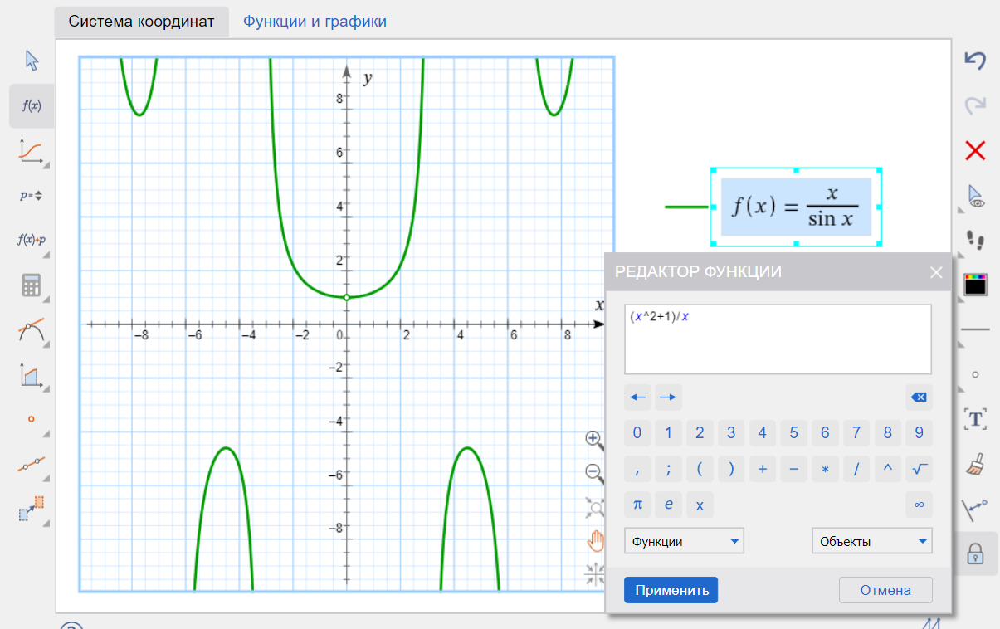 Система координат Функции и графики
f(x)
p=
f(x)+p
y
8
6
4
2
x
−8 −6 −4 −2 0 2 4 6 8
−2
−4
−6
−8
f(x) = x/sin x
РЕДАКТОР ФУНКЦИИ ×
(x^2+1)/x
← →
0 1 2 3 4 5 6 7 8 9
, ; ( ) + − * / ^ √
π e x ∞
Функции Объекты
Применить Отмена
T